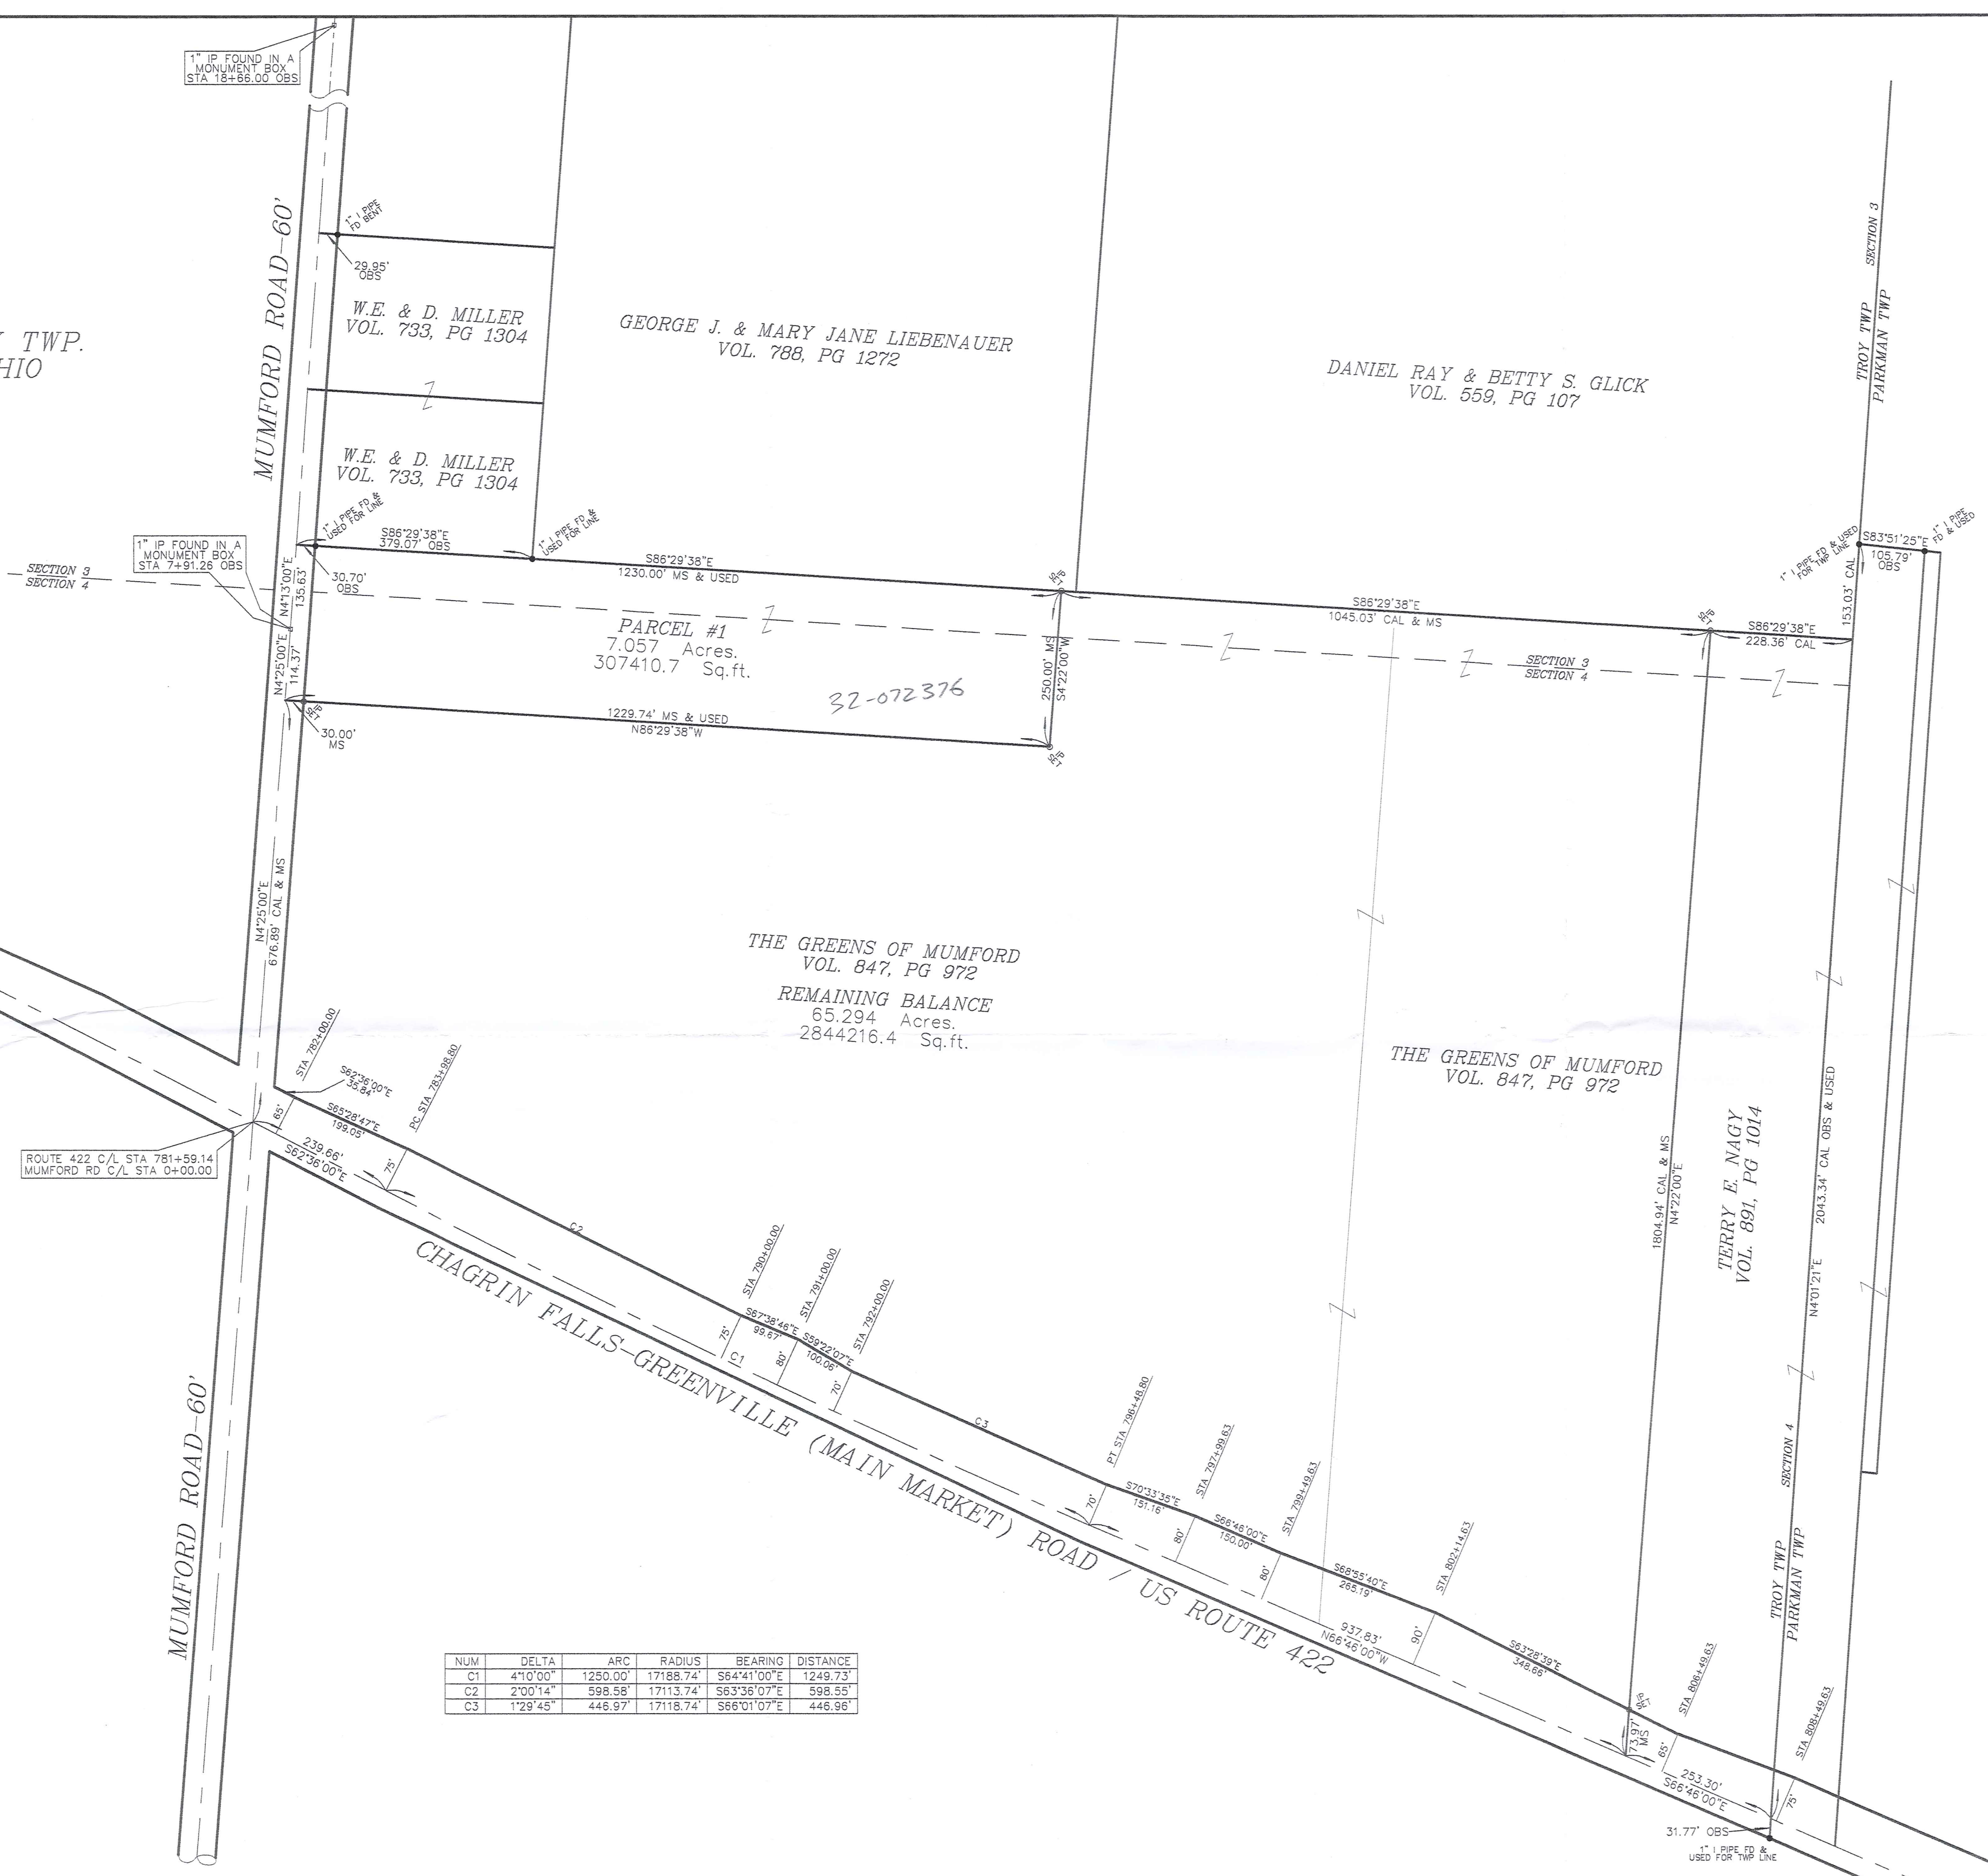 1" IP FOUND IN A
MONUMENT BOX
STA 18+66.00 OBS
MUMFORD ROAD-60'
1" I PIPE
FD BENT
29.95'
OBS
W.E. & D. MILLER
VOL. 733, PG 1304
GEORGE J. & MARY JANE LIEBENAUER
VOL. 788, PG 1272
DANIEL RAY & BETTY S. GLICK
VOL. 559, PG 107
TROY TWP SECTION 3
PARKMAN TWP
TWP.
HIO
W.E. & D. MILLER
VOL. 733, PG 1304
1" I PIPE FD &
USED FOR LINE
S86°29'38"E
379.07' OBS
1" I PIPE FD &
USED FOR LINE
S86°29'38"E
1230.00' MS & USED
IP
SET
S86°29'38"E
1045.03' CAL & MS
IP
SET
S86°29'38"E
228.36' CAL
1" I PIPE FD & USED
FOR TWP LINE
S83°51'25"E
105.79'
OBS
1" I PIPE
FD & USED
153.03' CAL
1" IP FOUND IN A
MONUMENT BOX
STA 7+91.26 OBS
SECTION 3
SECTION 4
N4°13'00"E
135.63'
30.70'
OBS
N4°25'00"E
114.37'
PARCEL #1
7.057 Acres.
307410.7 Sq.ft.
32-072376
250.00' MS
S4°22'00"W
SECTION 3
SECTION 4
IP
SET
30.00'
MS
1229.74' MS & USED
N86°29'38"W
IP
SET
N4°25'00"E
676.89' CAL & MS
THE GREENS OF MUMFORD
VOL. 847, PG 972
REMAINING BALANCE
65.294 Acres.
2844216.4 Sq.ft.
THE GREENS OF MUMFORD
VOL. 847, PG 972
1804.94' CAL & MS
N4°22'00"E
TERRY E. NAGY
VOL. 891, PG 1014
N4°01'21"E 2043.34' CAL OBS & USED
STA 782+00.00
S62°36'00"E
35.84'
65'
S65°28'47"E
199.05'
PC STA 783+98.80
75'
239.66'
S62°36'00"E
ROUTE 422 C/L STA 781+59.14
MUMFORD RD C/L STA 0+00.00
C2
STA 790+00.00
75'
S67°38'46"E
99.67'
STA 791+00.00
C1
80'
S59°22'07"E
100.06'
STA 792+00.00
70'
C3
CHAGRIN FALLS-GREENVILLE (MAIN MARKET) ROAD / US ROUTE 422
MUMFORD ROAD-60'
PT STA 796+48.80
70'
S70°33'35"E
151.16'
STA 797+99.63
80'
S66°46'00"E
150.00'
STA 799+49.63
80'
S68°55'40"E
265.19'
STA 802+14.63
90'
937.83'
N66°46'00"W
S63°28'39"E
348.66'
TROY TWP SECTION 4
PARKMAN TWP
IP
SET
73.97'
MS
STA 806+49.63
65'
253.30'
S66°46'00"E
STA 808+49.63
75'
31.77' OBS
1" I PIPE FD &
USED FOR TWP LINE
NUM DELTA ARC RADIUS BEARING DISTANCE
C1 4°10'00" 1250.00' 17188.74' S64°41'00"E 1249.73'
C2 2°00'14" 598.58' 17113.74' S63°36'07"E 598.55'
C3 1°29'45" 446.97' 17118.74' S66°01'07"E 446.96'